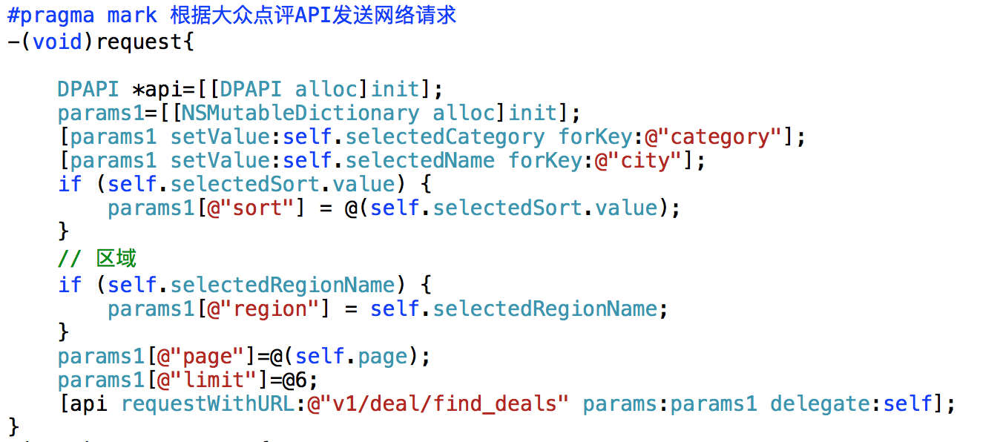 #pragma mark 根据大众点评API发送网络请求
-(void)request{
DPAPI *api=[[DPAPI alloc]init];
params1=[[NSMutableDictionary alloc]init];
[params1 setValue:self.selectedCategory forKey:@"category"];
[params1 setValue:self.selectedName forKey:@"city"];
if (self.selectedSort.value) {
params1[@"sort"] = @(self.selectedSort.value);
}
// 区域
if (self.selectedRegionName) {
params1[@"region"] = self.selectedRegionName;
}
params1[@"page"]=@(self.page);
params1[@"limit"]=@6;
[api requestWithURL:@"v1/deal/find_deals" params:params1 delegate:self];
}